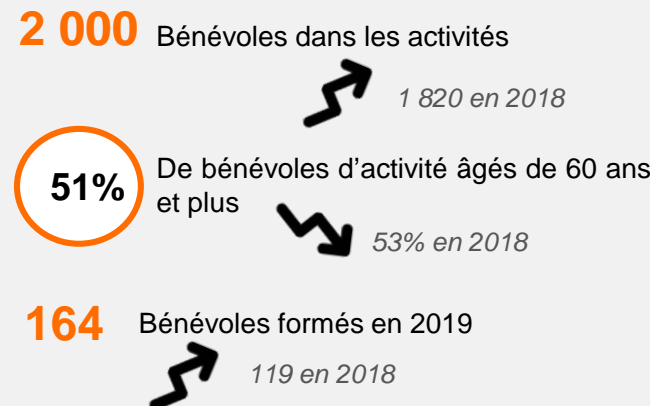 2 000 Bénévoles dans les activités
1 820 en 2018
51% De bénévoles d’activité âgés de 60 ans
et plus
53% en 2018
164 Bénévoles formés en 2019
119 en 2018